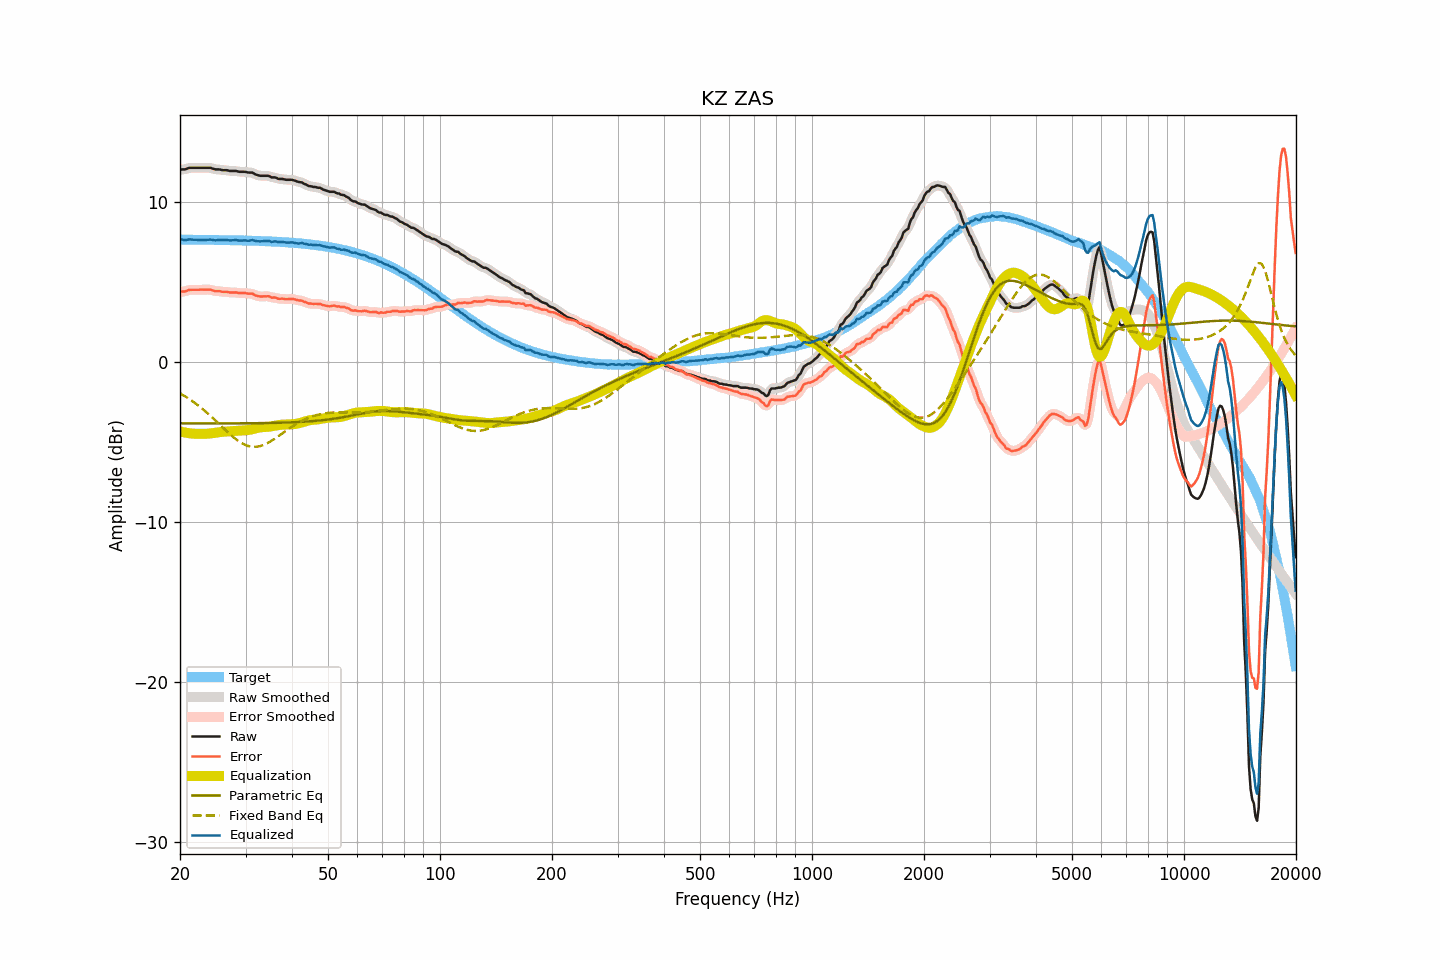 KZ ZAS
10
0
−10
−20
−30
Amplitude (dBr)
Target
Raw Smoothed
Error Smoothed
Raw
Error
Equalization
Parametric Eq
Fixed Band Eq
Equalized
20 50 100 200 500 1000 2000 5000 10000 20000
Frequency (Hz)